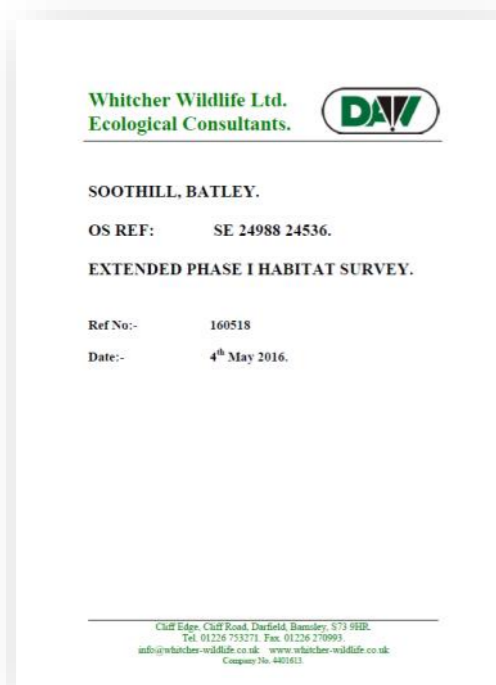 Whitcher Wildlife Ltd.
Ecological Consultants.
DAW
SOOTHILL, BATLEY.
OS REF: SE 24988 24536.
EXTENDED PHASE I HABITAT SURVEY.
Ref No:- 160518
Date:- 4th May 2016.
Cliff Edge, Cliff Road, Darfield, Barnsley, S73 9HR.
Tel. 01226 753271. Fax. 01226 270993.
info@whitcher-wildlife.co.uk www.whitcher-wildlife.co.uk
Company No. 4401613.